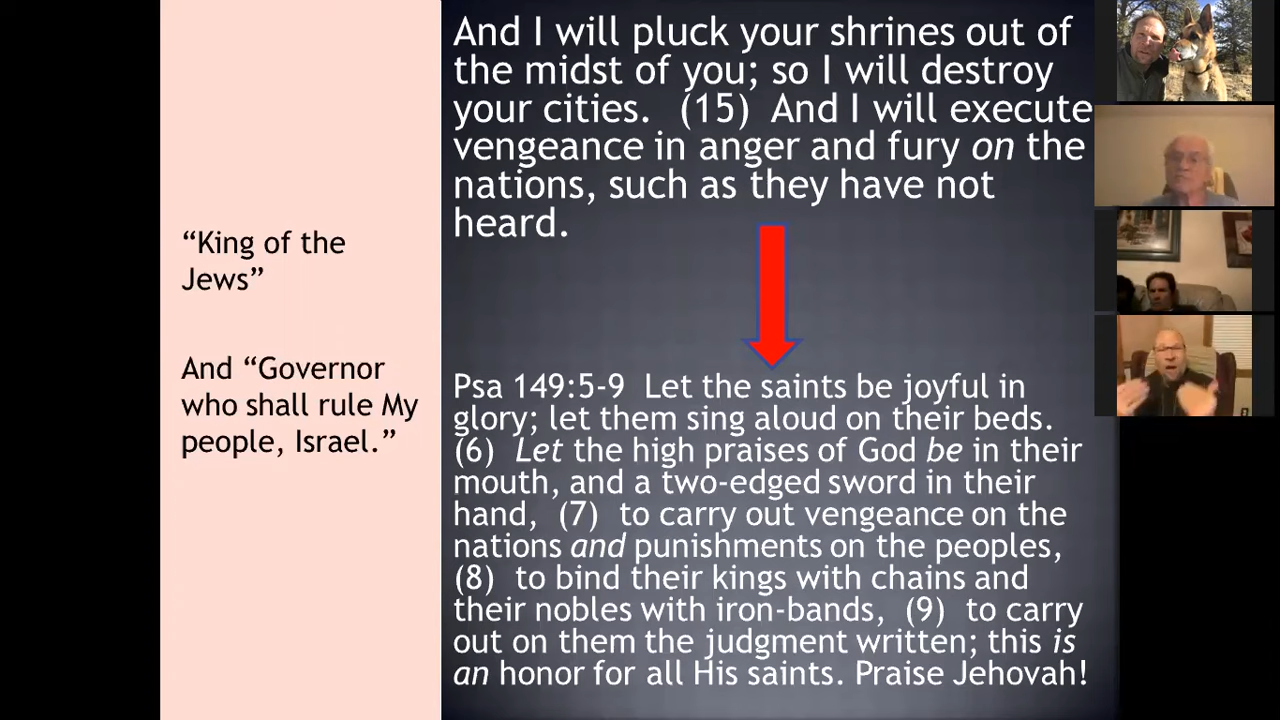 “King of the
Jews”
And “Governor
who shall rule My
people, Israel.”
And I will pluck your shrines out of
the midst of you; so I will destroy
your cities. (15) And I will execute
vengeance in anger and fury on the
nations, such as they have not
heard.
Psa 149:5-9 Let the saints be joyful in
glory; let them sing aloud on their beds.
(6) Let the high praises of God be in their
mouth, and a two-edged sword in their
hand, (7) to carry out vengeance on the
nations and punishments on the peoples,
(8) to bind their kings with chains and
their nobles with iron-bands, (9) to carry
out on them the judgment written; this is
an honor for all His saints. Praise Jehovah!